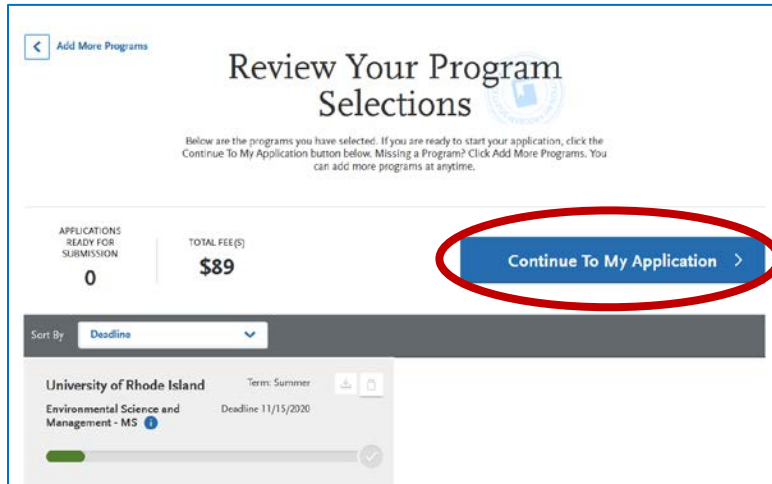 Add More Programs
Review Your Program
Selections
Below are the programs you have selected. If you are ready to start your application, click the
Continue To My Application button below. Missing a Program? Click Add More Programs. You
can add more programs at anytime.
APPLICATIONS
READY FOR
SUBMISSION
0
TOTAL FEE(S)
$89
Continue To My Application
Sort By
Deadline
University of Rhode Island
Term: Summer
Environmental Science and
Management - MS
Deadline 11/15/2020